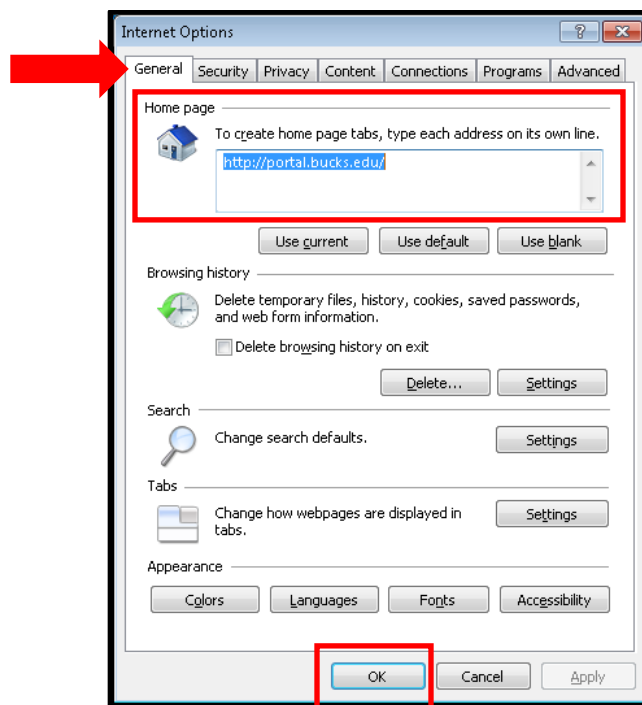 Internet Options
General Security Privacy Content Connections Programs Advanced
Home page
To create home page tabs, type each address on its own line.
http://portal.bucks.edu/
Use current Use default Use blank
Browsing history
Delete temporary files, history, cookies, saved passwords,
and web form information.
Delete browsing history on exit
Delete... Settings
Search
Change search defaults. Settings
Tabs
Change how webpages are displayed in Settings
tabs.
Appearance
Colors Languages Fonts Accessibility
OK Cancel Apply